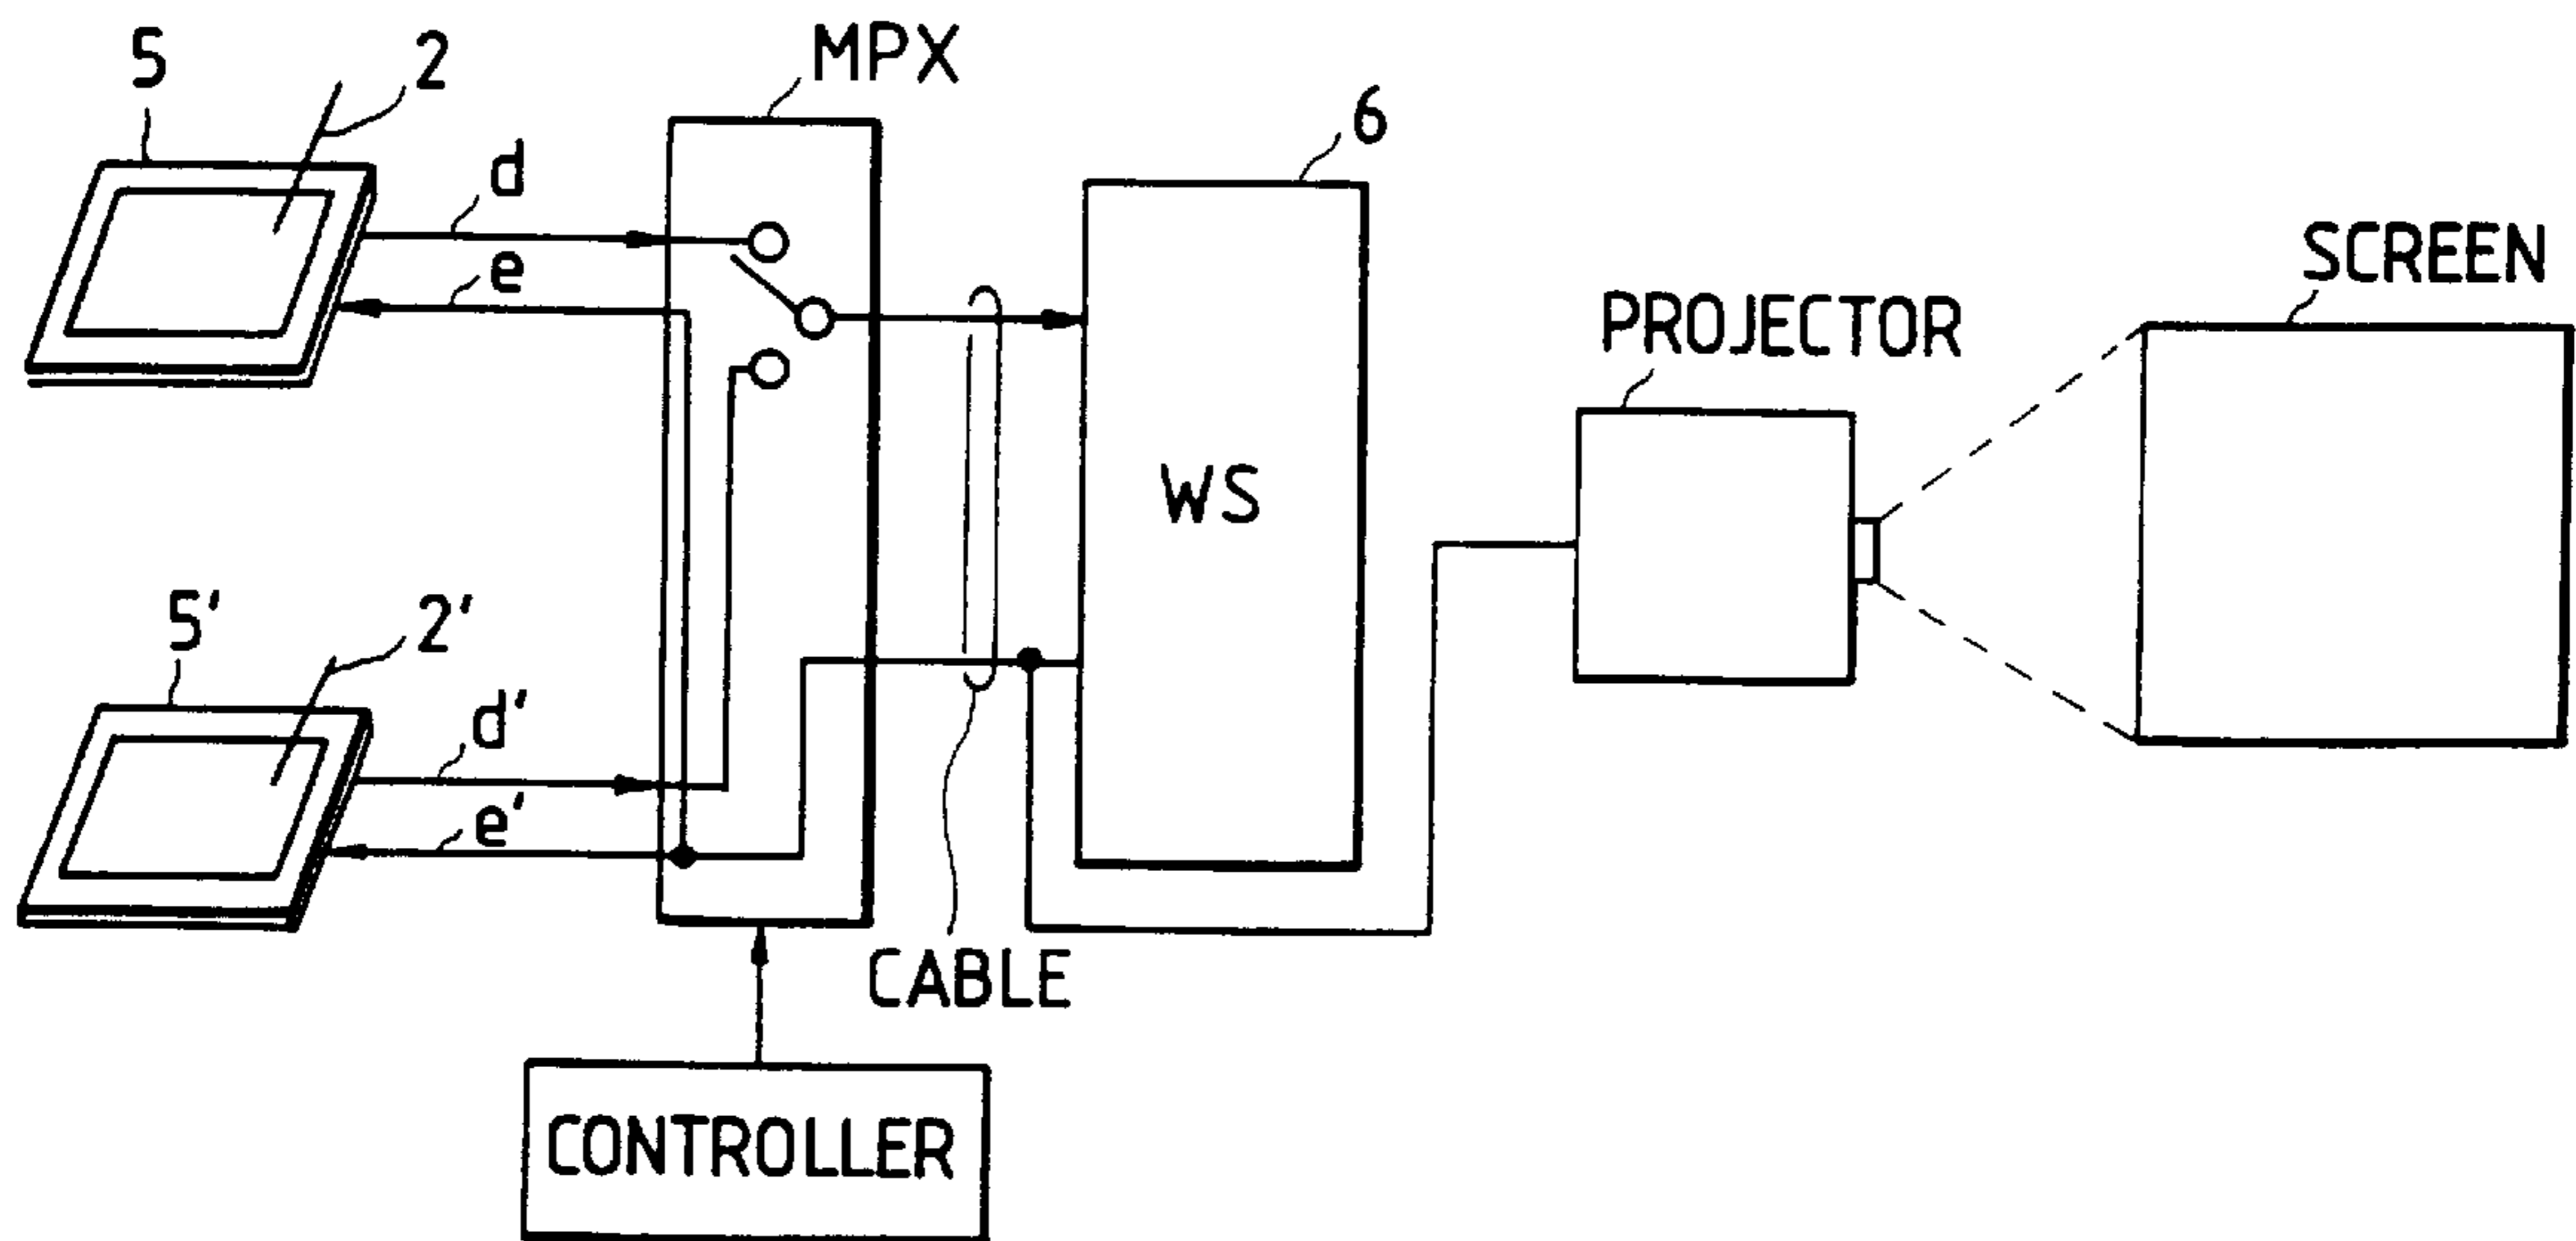 MPX
5
2
6
d
e
SCREEN
PROJECTOR
WS
5'
2'
d'
e'
CABLE
CONTROLLER